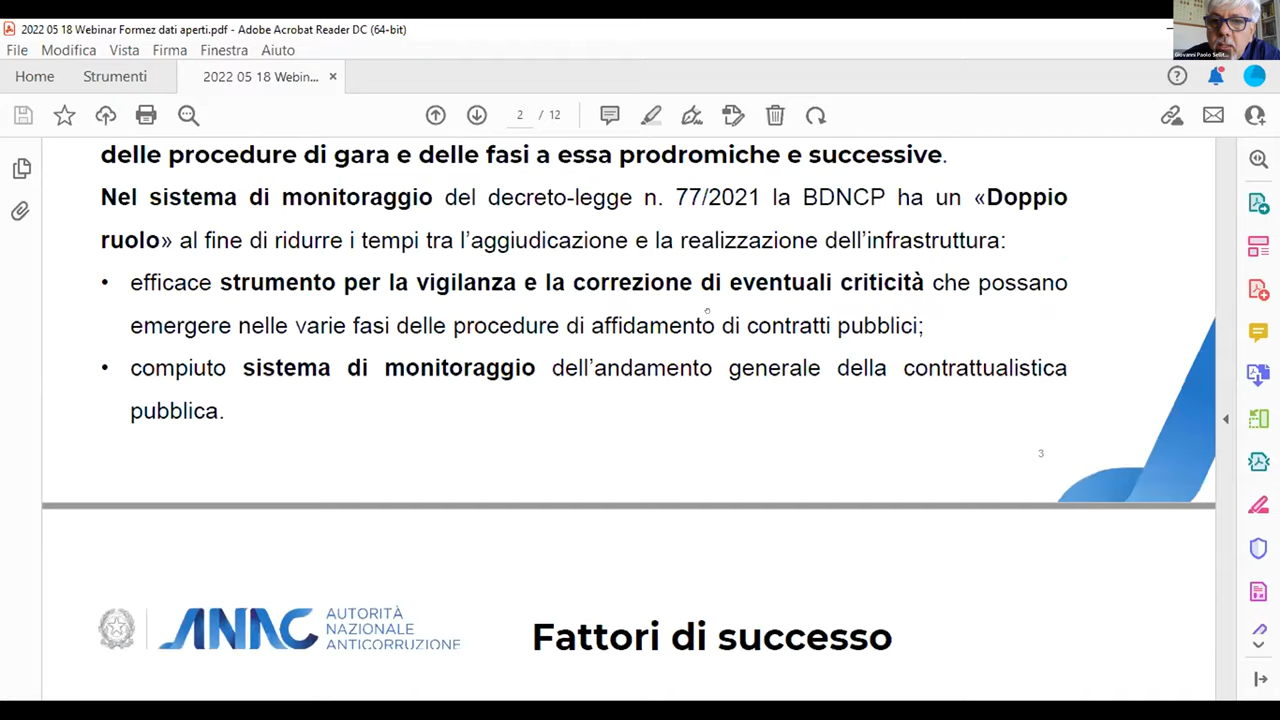 2022 05 18 Webinar Formez dati aperti.pdf - Adobe Acrobat Reader DC (64-bit)
File Modifica Vista Firma Finestra Aiuto
Home Strumenti 2022 05 18 Webin... ×
2 / 12
delle procedure di gara e delle fasi a essa prodromiche e successive.
Nel sistema di monitoraggio del decreto-legge n. 77/2021 la BDNCP ha un «Doppio
ruolo» al fine di ridurre i tempi tra l’aggiudicazione e la realizzazione dell’infrastruttura:
• efficace strumento per la vigilanza e la correzione di eventuali criticità che possano
emergere nelle varie fasi delle procedure di affidamento di contratti pubblici;
• compiuto sistema di monitoraggio dell’andamento generale della contrattualistica
pubblica.
3
ANAC
AUTORITÀ
NAZIONALE
ANTICORRUZIONE
Fattori di successo
Giovanni Paolo